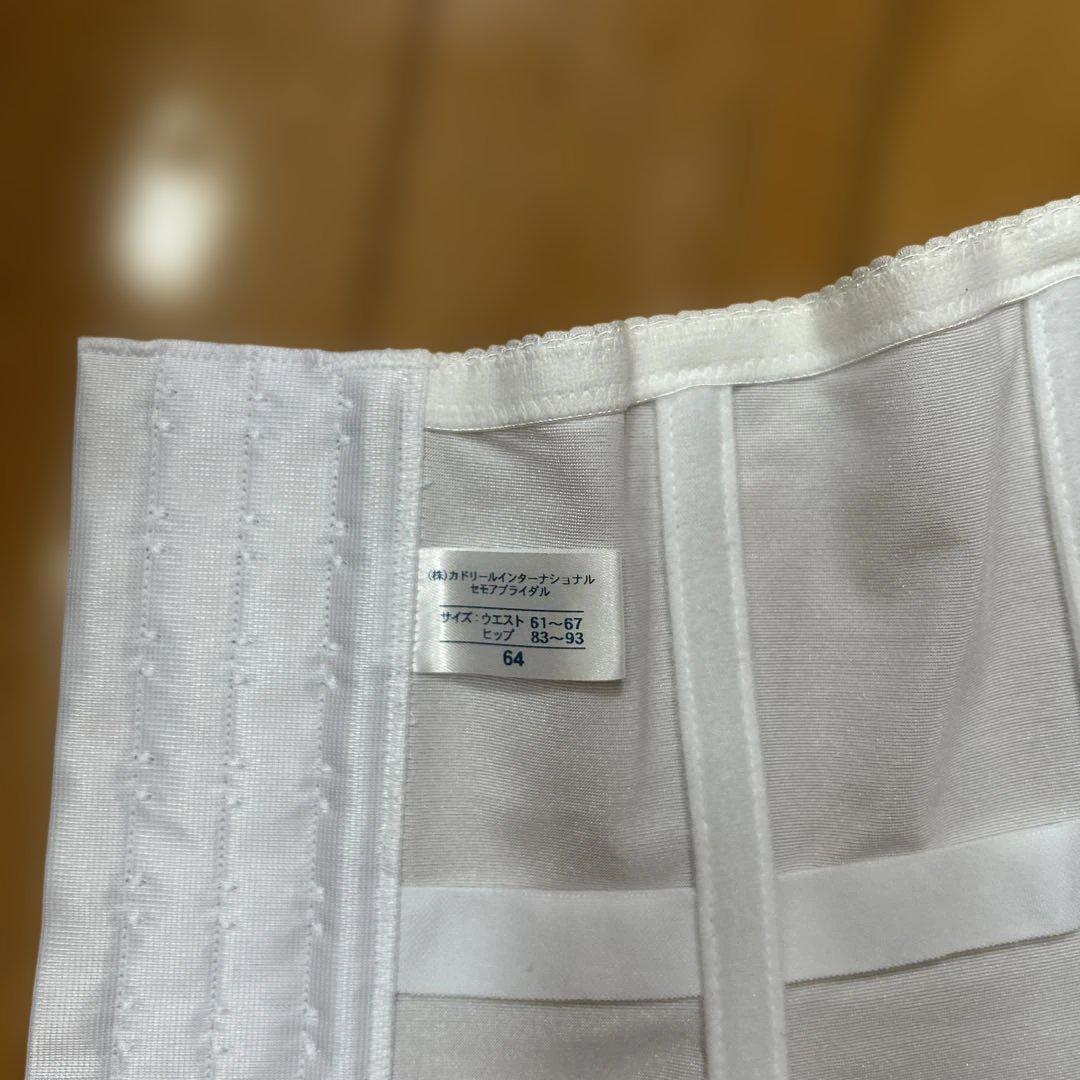 (株)カドリールインターナショナル
セモアブライダル
サイズ:ウエスト 61〜67
ヒップ 83〜93
64